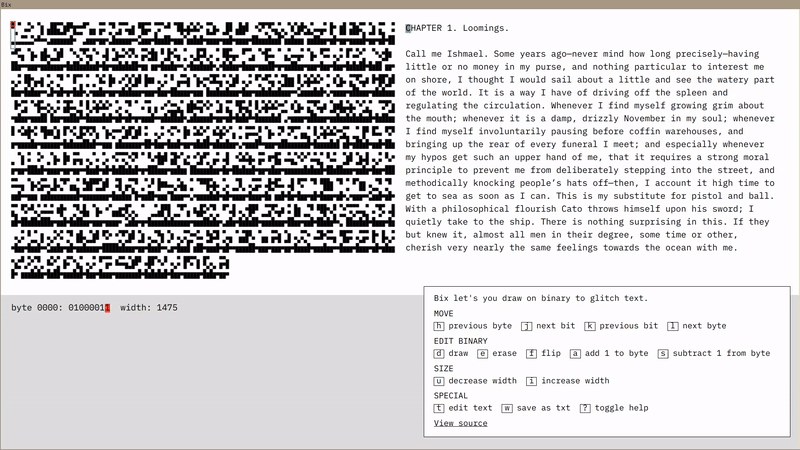 Bix
CHAPTER 1. Loomings.
Call me Ishmael. Some years ago—never mind how long precisely—having
little or no money in my purse, and nothing particular to interest me
on shore, I thought I would sail about a little and see the watery part
of the world. It is a way I have of driving off the spleen and
regulating the circulation. Whenever I find myself growing grim about
the mouth; whenever it is a damp, drizzly November in my soul; whenever
I find myself involuntarily pausing before coffin warehouses, and
bringing up the rear of every funeral I meet; and especially whenever
my hypos get such an upper hand of me, that it requires a strong moral
principle to prevent me from deliberately stepping into the street, and
methodically knocking people’s hats off—then, I account it high time to
get to sea as soon as I can. This is my substitute for pistol and ball.
With a philosophical flourish Cato throws himself upon his sword; I
quietly take to the ship. There is nothing surprising in this. If they
but knew it, almost all men in their degree, some time or other,
cherish very nearly the same feelings towards the ocean with me.
byte 0000: 01000011 width: 1475
Bix let's you draw on binary to glitch text.
MOVE
h previous byte j next bit k previous bit l next byte
EDIT BINARY
d draw e erase f flip a add 1 to byte s subtract 1 from byte
SIZE
u decrease width i increase width
SPECIAL
t edit text w save as txt ? toggle help
View source